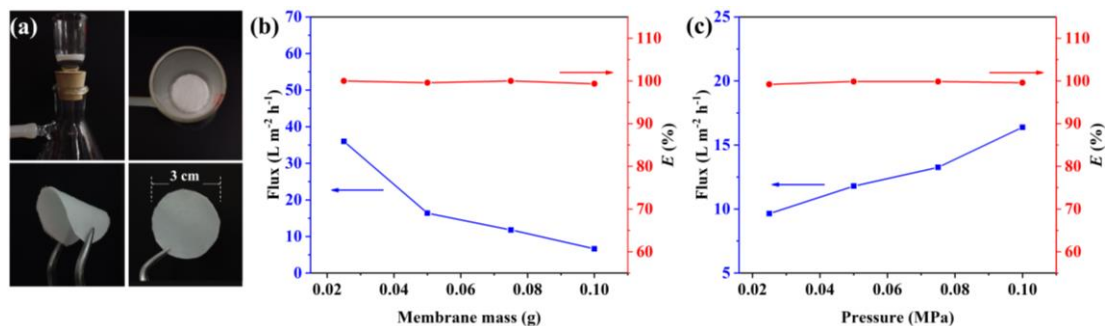 (a)
3 cm
(b)
Flux (L m⁻² h⁻¹)
70
60
50
40
30
20
10
0
0.02 0.04 0.06 0.08 0.10
Membrane mass (g)
110
100
90
80
70
60
E (%)
(c)
Flux (L m⁻² h⁻¹)
25
20
15
10
5
0.02 0.04 0.06 0.08 0.10
Pressure (MPa)
110
100
90
80
70
60
E (%)